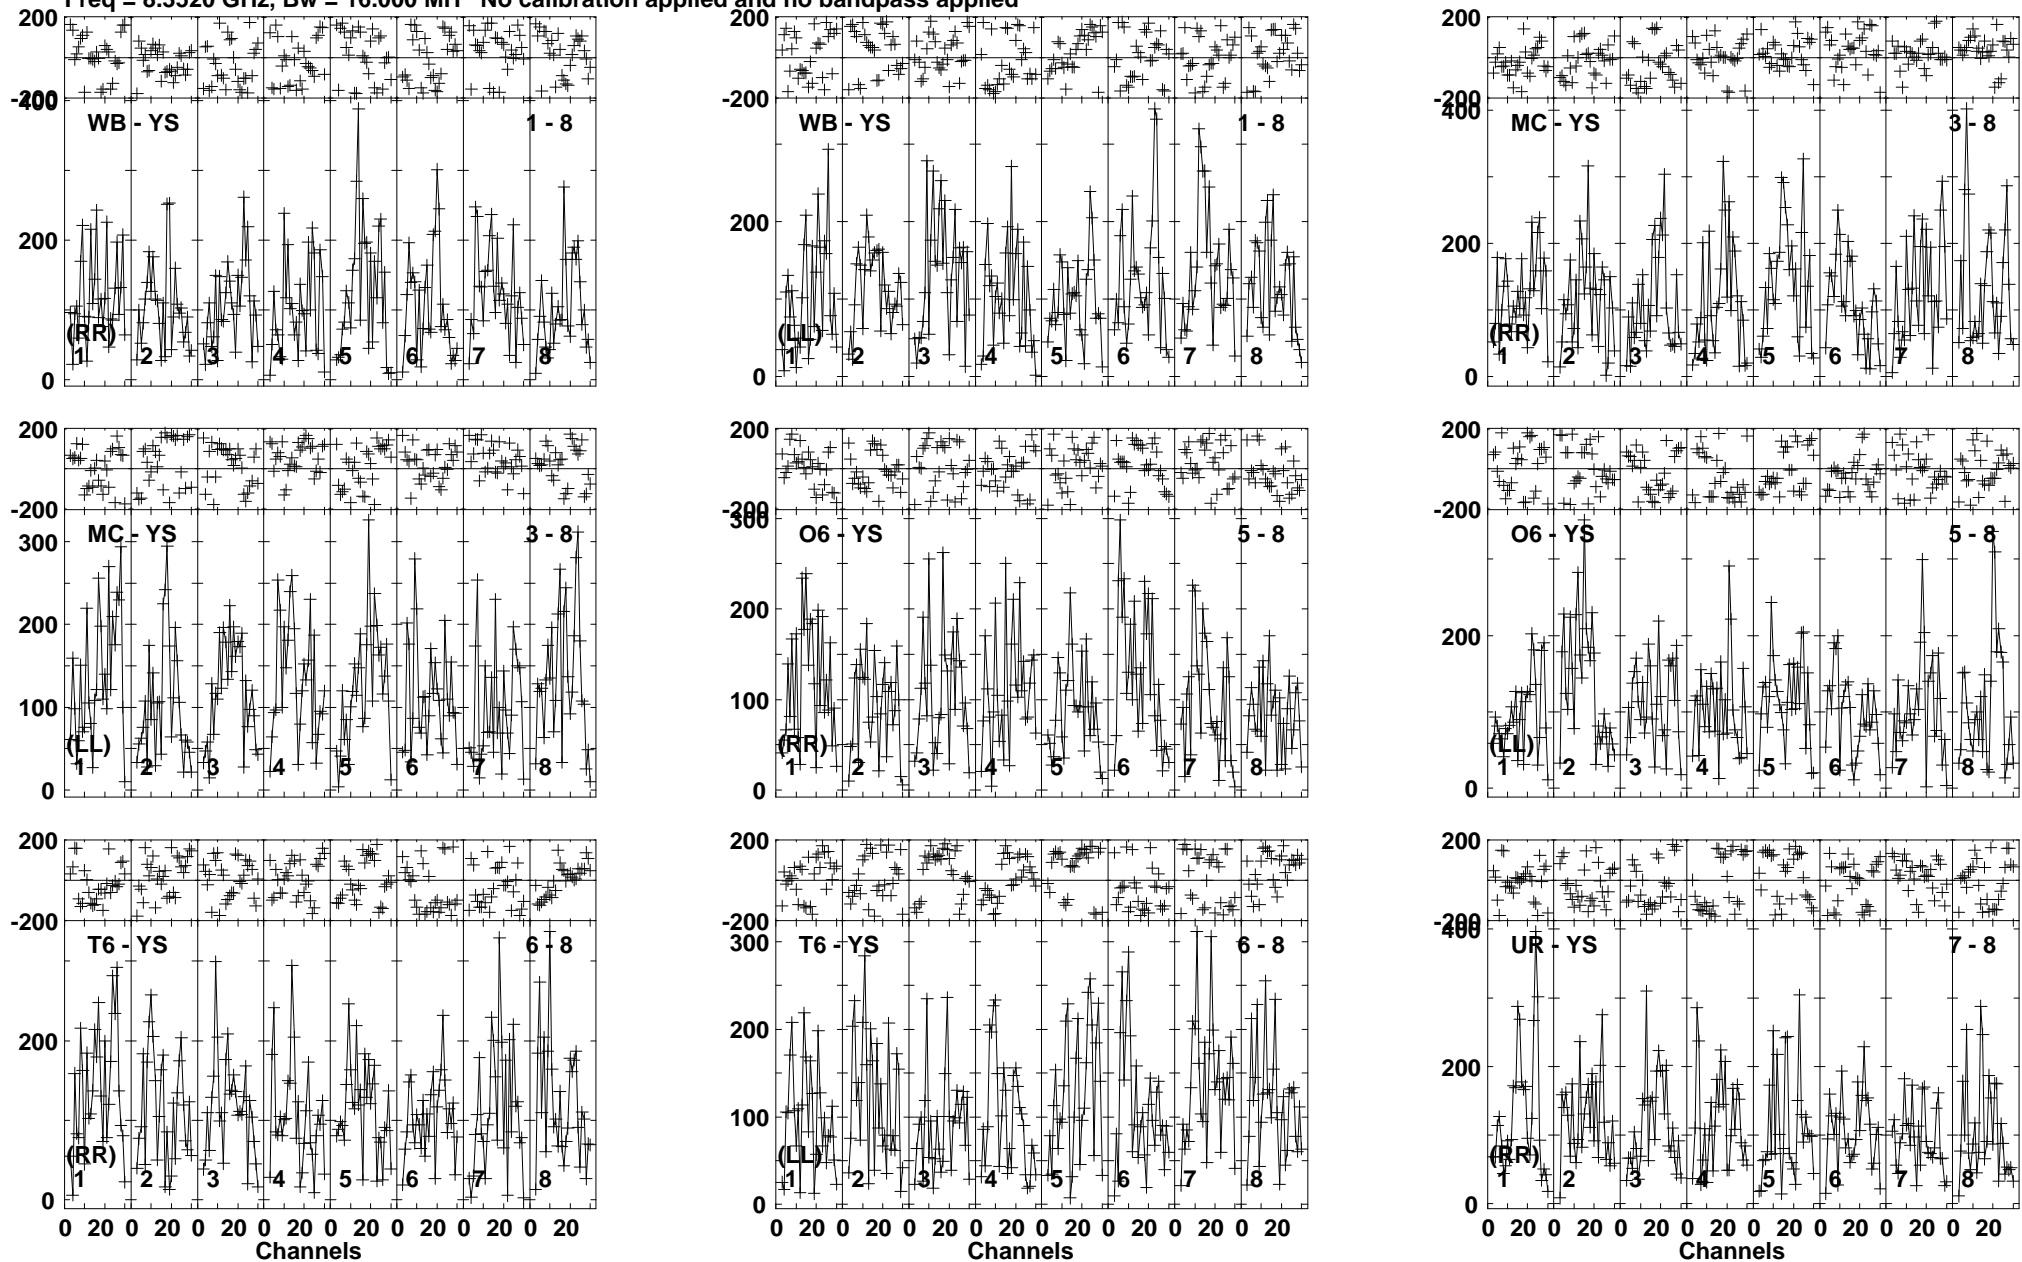 Freq = 8.3520 GHz, Bw = 16.000 MH No calibration applied and no bandpass applied
200 200 200
-200 -200 -200
400 400
WB - YS 1 - 8 WB - YS 1 - 8 MC - YS 3 - 8
200 200 200
(RR) (LL) (RR)
1 2 3 4 5 6 7 8 1 2 3 4 5 6 7 8 1 2 3 4 5 6 7 8
0 0 0
200 200 200
-200 -200 -200
300
MC - YS 3 - 8 O6 - YS 5 - 8 O6 - YS 5 - 8
300
200 200 200
100 100
(LL) (RR) (LL)
1 2 3 4 5 6 7 8 1 2 3 4 5 6 7 8 1 2 3 4 5 6 7 8
0 0 0
200 200 200
-200 -200 -200
400
T6 - YS 6 - 8 T6 - YS 6 - 8 UR - YS 7 - 8
300
200 200 200
100
(RR) (LL) (RR)
1 2 3 4 5 6 7 8 1 2 3 4 5 6 7 8 1 2 3 4 5 6 7 8
0 0 0
0 20 0 20 0 20 0 20 0 20 0 20 0 20 0 20 0 20 0 20 0 20 0 20 0 20 0 20 0 20 0 20 0 20 0 20 0 20 0 20 0 20 0 20 0 20 0 20
Channels Channels